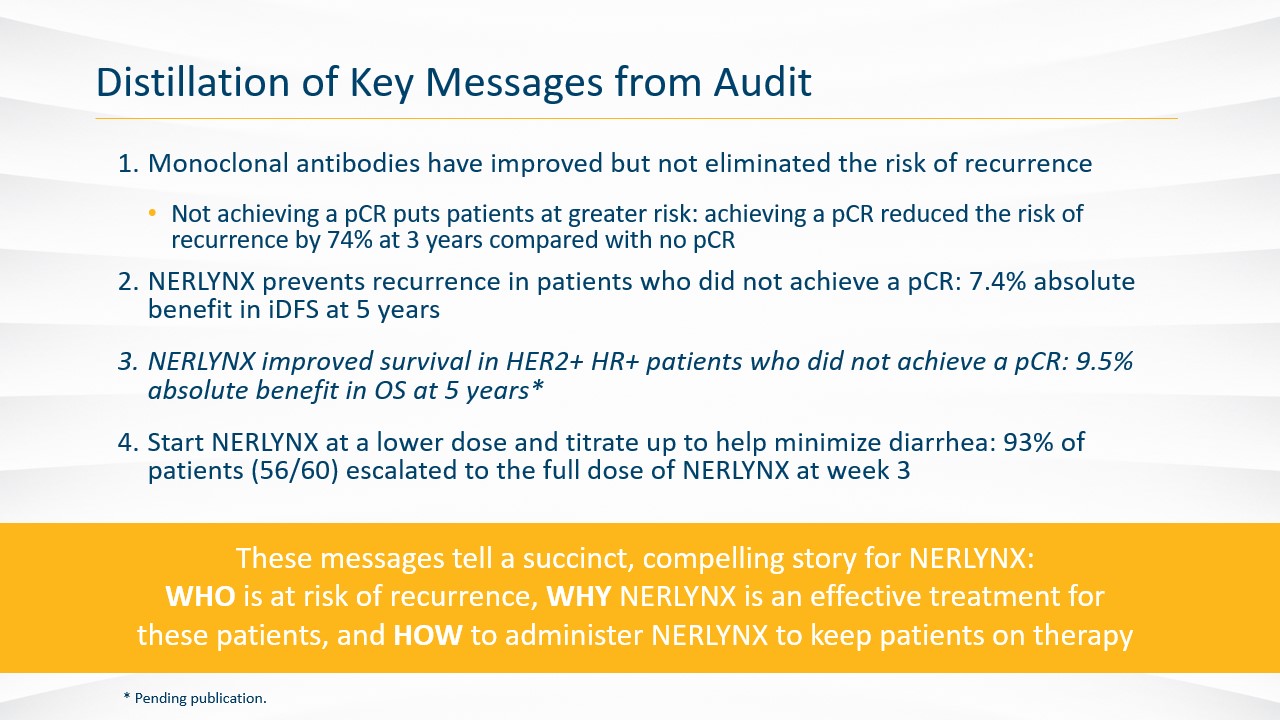 Distillation of Key Messages from Audit
1. Monoclonal antibodies have improved but not eliminated the risk of recurrence
• Not achieving a pCR puts patients at greater risk: achieving a pCR reduced the risk of
recurrence by 74% at 3 years compared with no pCR
2. NERLYNX prevents recurrence in patients who did not achieve a pCR: 7.4% absolute
benefit in iDFS at 5 years
3. NERLYNX improved survival in HER2+ HR+ patients who did not achieve a pCR: 9.5%
absolute benefit in OS at 5 years*
4. Start NERLYNX at a lower dose and titrate up to help minimize diarrhea: 93% of
patients (56/60) escalated to the full dose of NERLYNX at week 3
These messages tell a succinct, compelling story for NERLYNX:
WHO is at risk of recurrence, WHY NERLYNX is an effective treatment for
these patients, and HOW to administer NERLYNX to keep patients on therapy
* Pending publication.